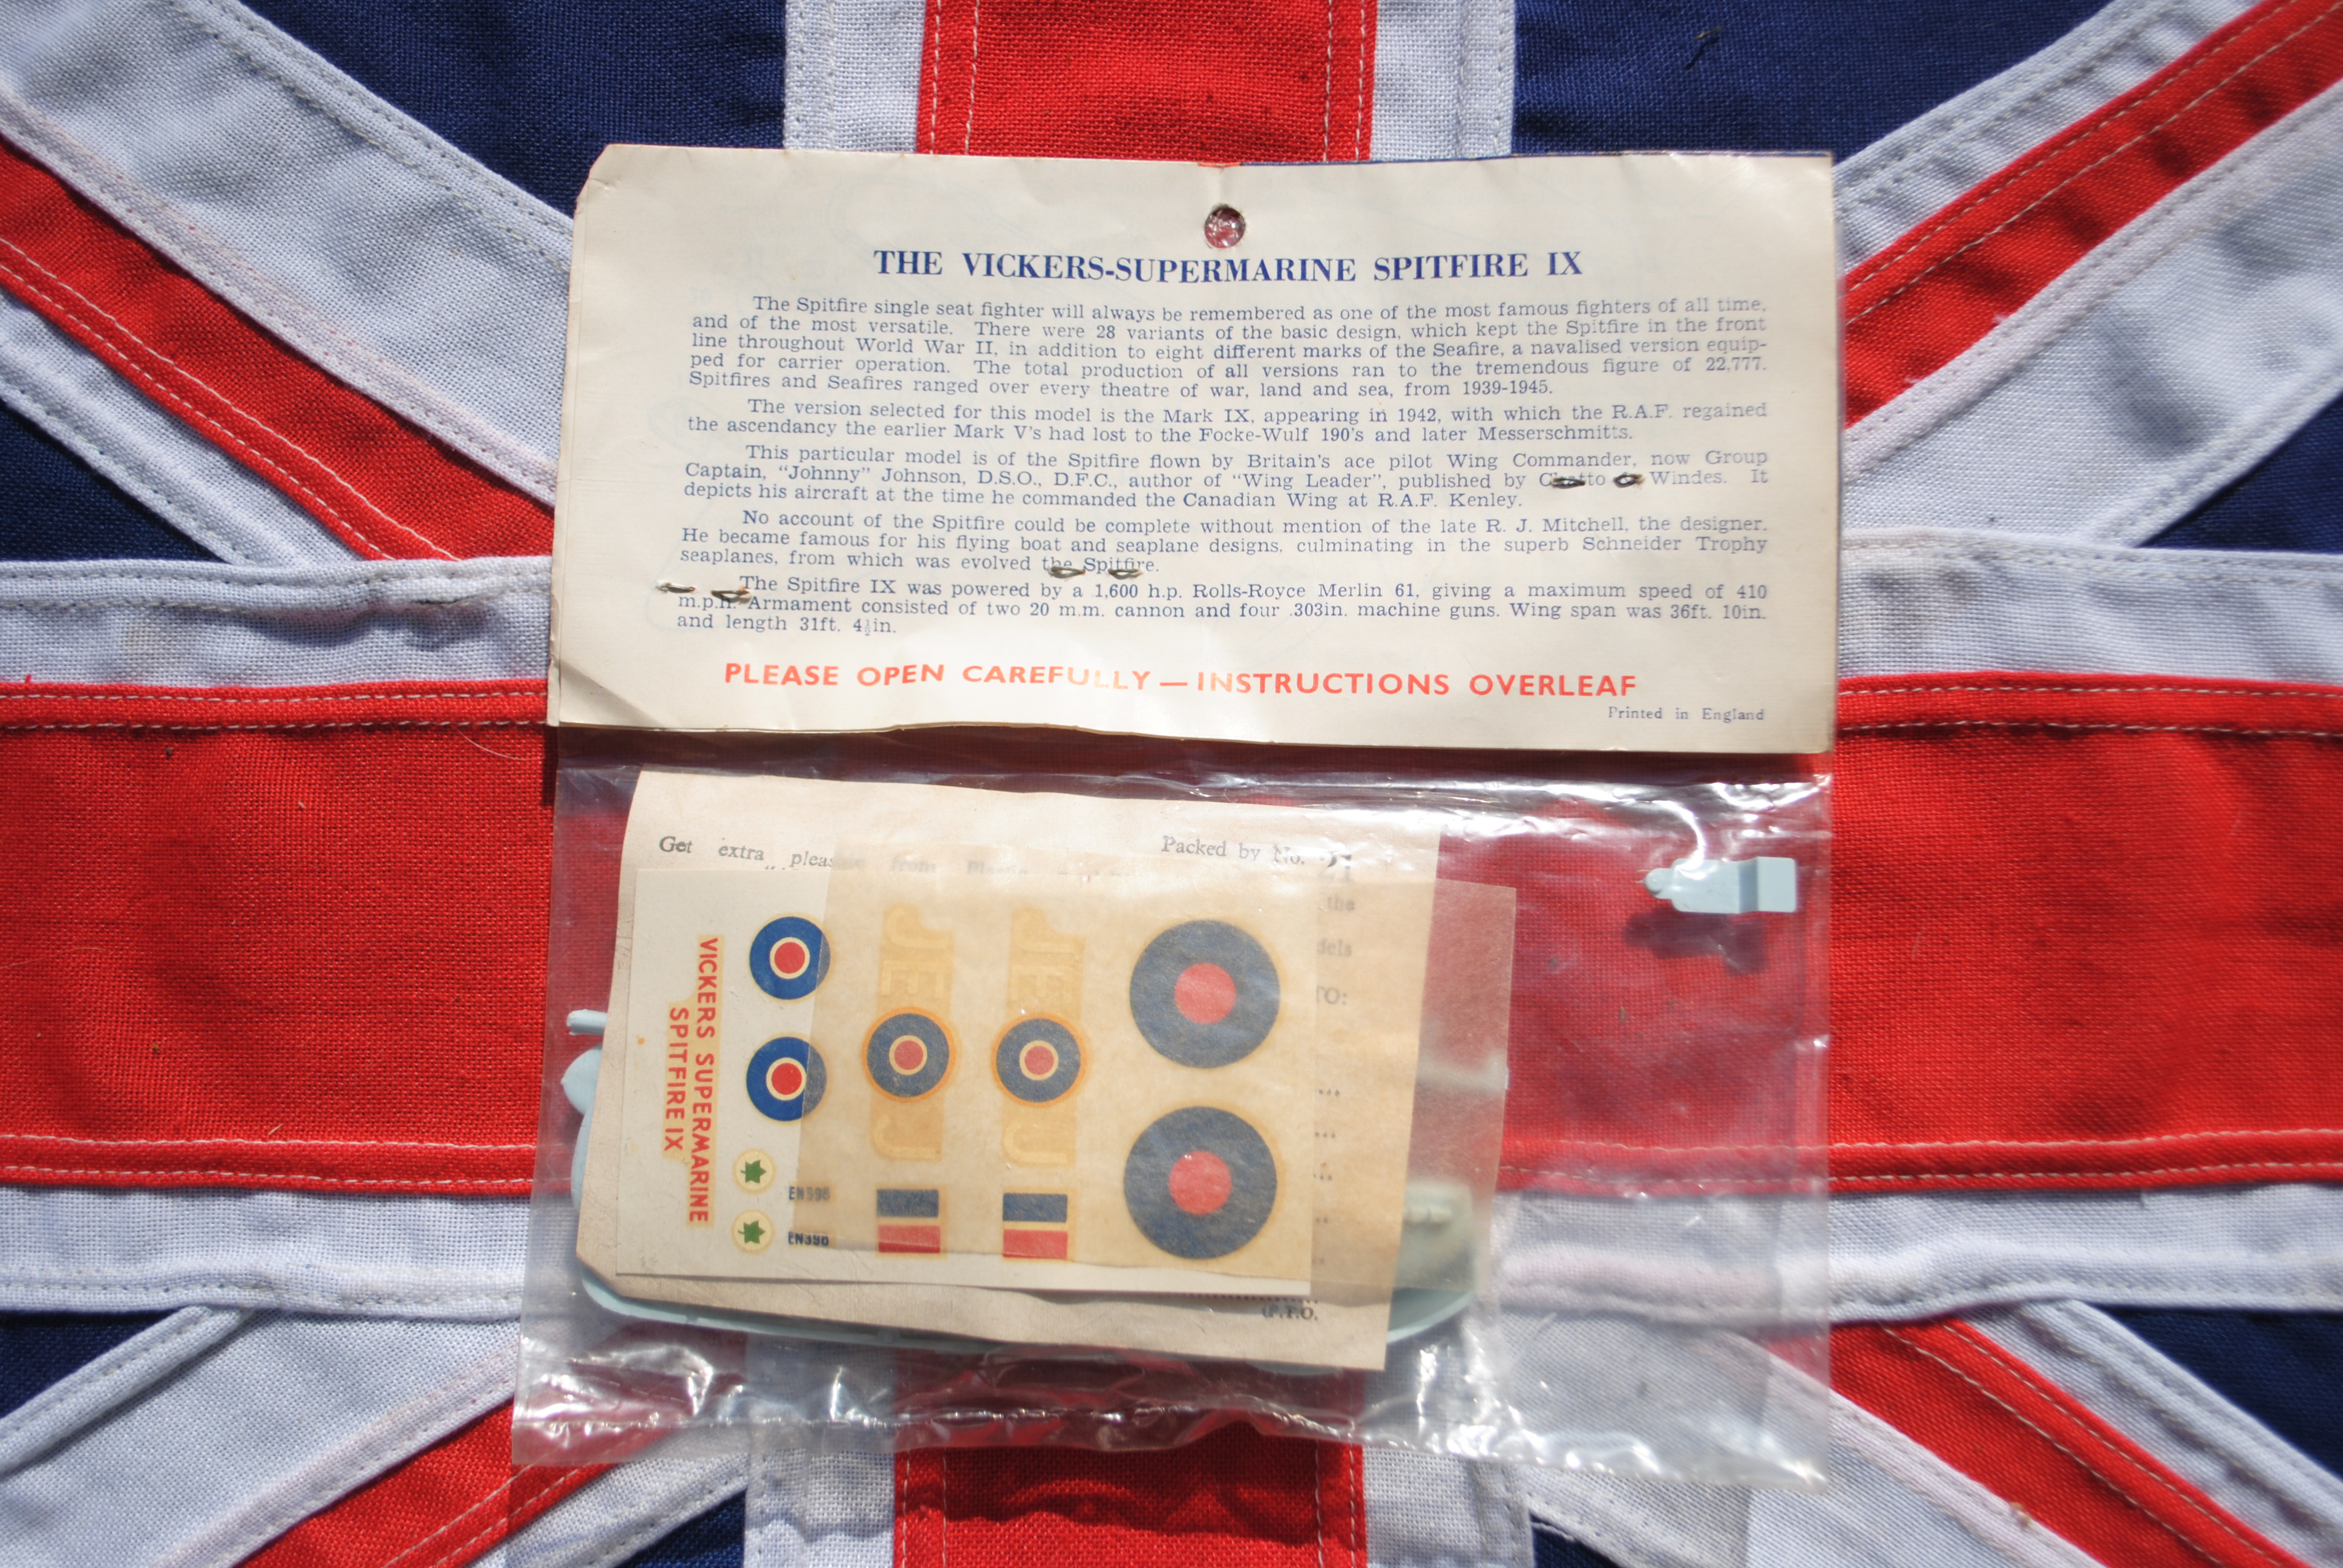 THE VICKERS-SUPERMARINE SPITFIRE IX
The Spitfire single seat fighter will always be remembered as one of the most famous fighters of all time,
and of the most versatile. There were 28 variants of the basic design, which kept the Spitfire in the front
line throughout World War II, in addition to eight different marks of the Seafire, a navalised version equip-
ped for carrier operation. The total production of all versions ran to the tremendous figure of 22,777.
Spitfires and Seafires ranged over every theatre of war, land and sea, from 1939-1945.
The version selected for this model is the Mark IX, appearing in 1942, with which the R.A.F. regained
the ascendancy the earlier Mark V's had lost to the Focke-Wulf 190's and later Messerschmitts.
This particular model is of the Spitfire flown by Britain's ace pilot Wing Commander, now Group
Captain, "Johnny" Johnson, D.S.O., D.F.C., author of "Wing Leader", published by Chatto & Windes. It
depicts his aircraft at the time he commanded the Canadian Wing at R.A.F. Kenley.
No account of the Spitfire could be complete without mention of the late R. J. Mitchell, the designer.
He became famous for his flying boat and seaplane designs, culminating in the superb Schneider Trophy
seaplanes, from which was evolved the Spitfire.
The Spitfire IX was powered by a 1,600 h.p. Rolls-Royce Merlin 61, giving a maximum speed of 410
m.p.h. Armament consisted of two 20 m.m. cannon and four .303in. machine guns. Wing span was 36ft. 10in.
and length 31ft. 4½in.
PLEASE OPEN CAREFULLY — INSTRUCTIONS OVERLEAF
Printed in England
Get extra from
Packed by No. 21
the
TO:
VICKERS SUPERMARINE
SPITFIRE IX
JE J
JE J
EN398
EN398
(P.T.O.